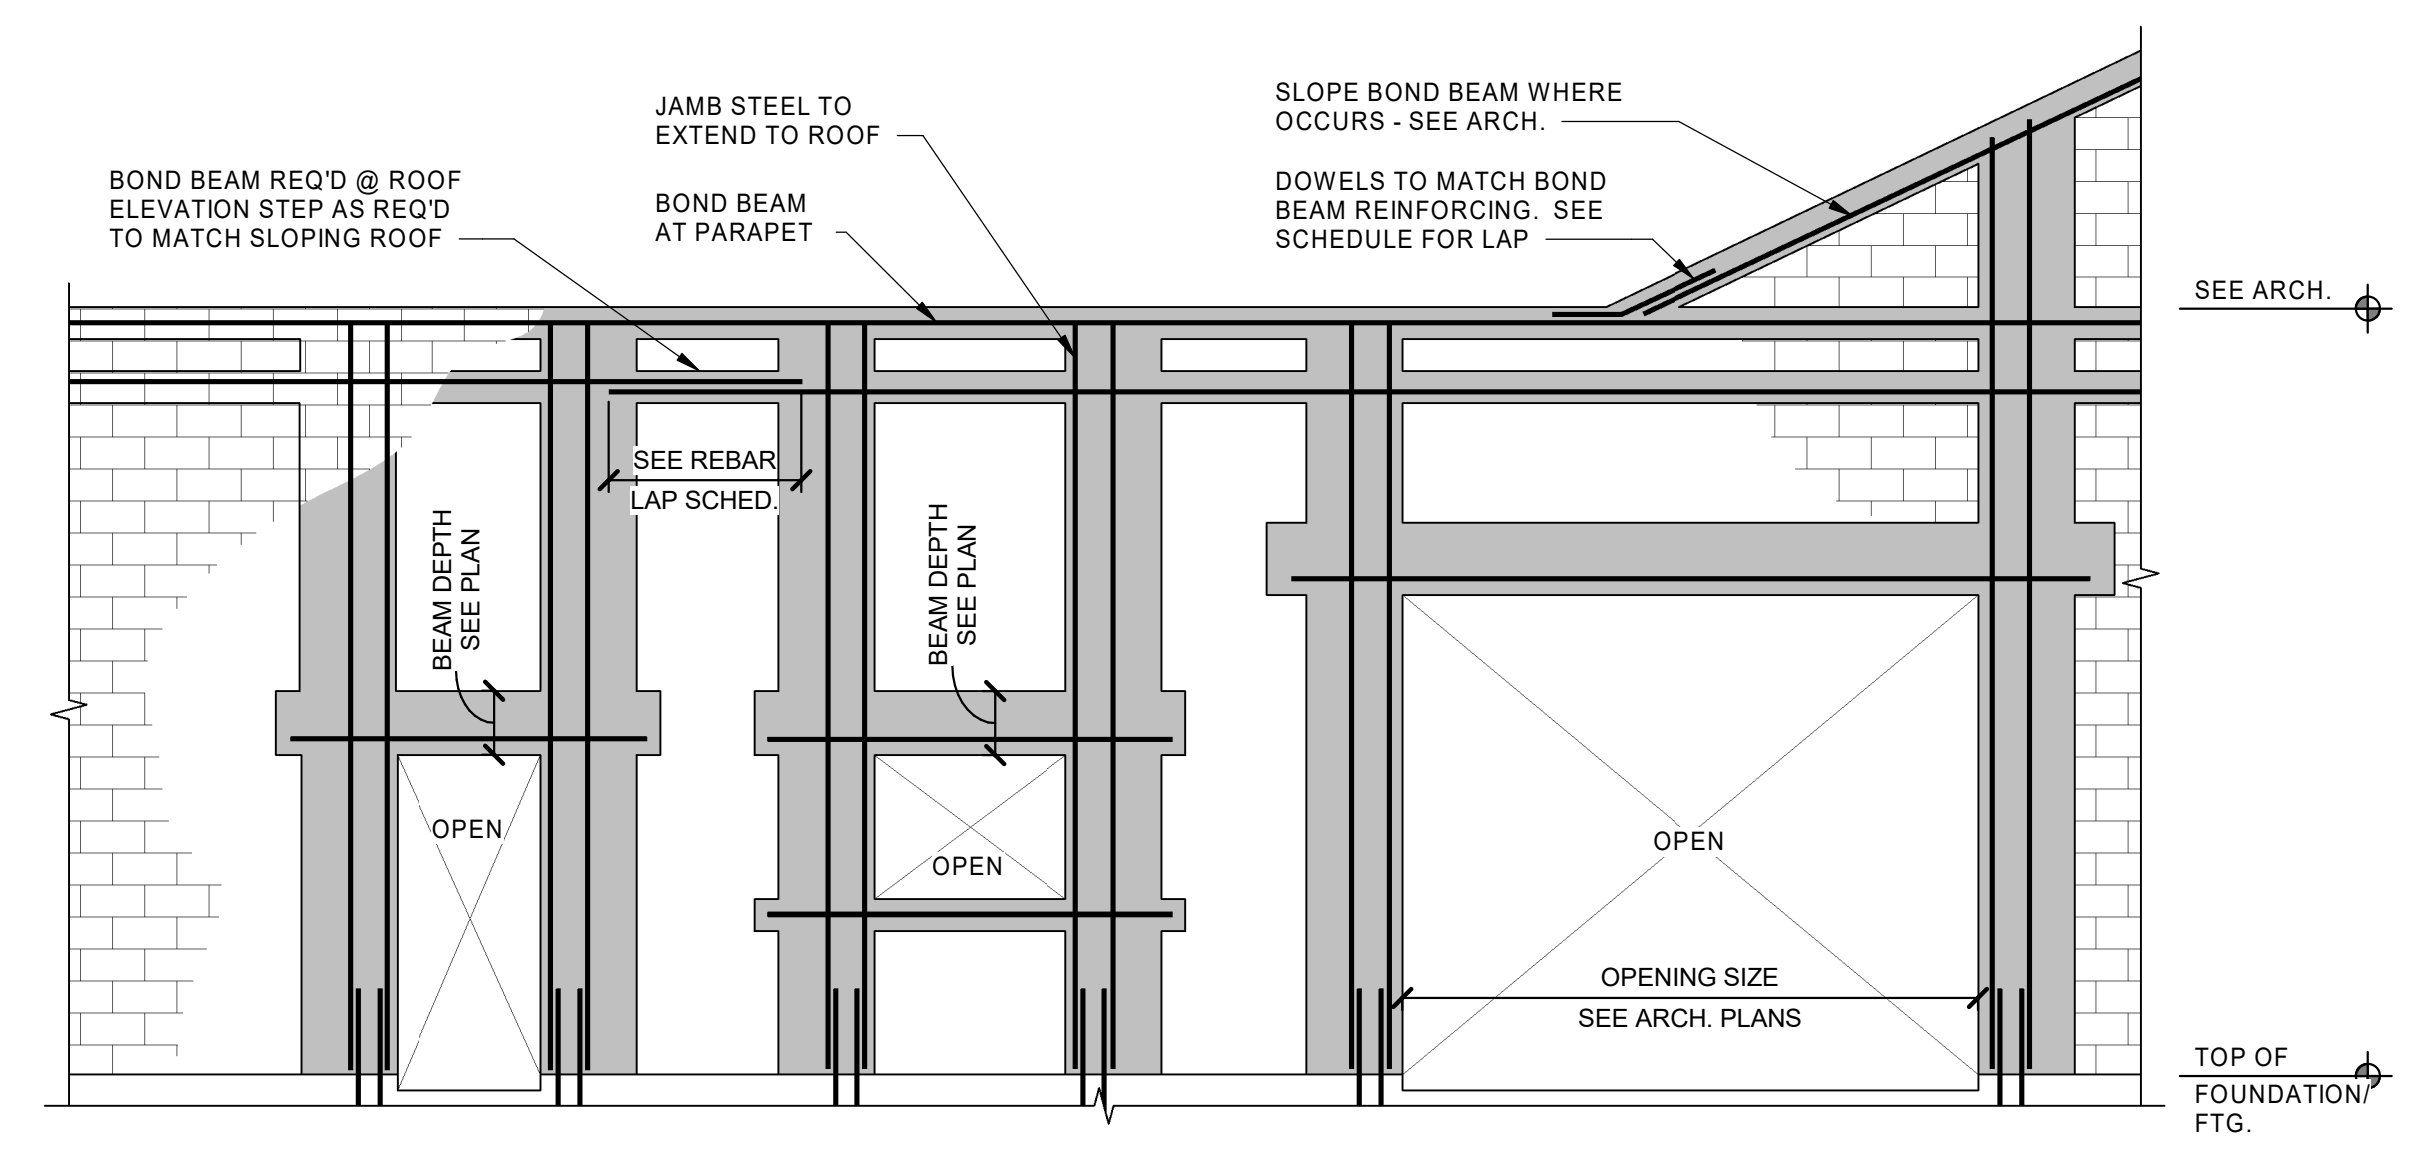 JAMB STEEL TO
EXTEND TO ROOF
SLOPE BOND BEAM WHERE
OCCURS - SEE ARCH.
BOND BEAM REQ'D @ ROOF
ELEVATION STEP AS REQ'D
TO MATCH SLOPING ROOF
BOND BEAM
AT PARAPET
DOWELS TO MATCH BOND
BEAM REINFORCING.  SEE
SCHEDULE FOR LAP
SEE ARCH.
SEE REBAR
LAP SCHED.
BEAM DEPTH
SEE PLAN
BEAM DEPTH
SEE PLAN
OPEN
OPEN
OPEN
OPENING SIZE
SEE ARCH. PLANS
TOP OF
FOUNDATION/
FTG.